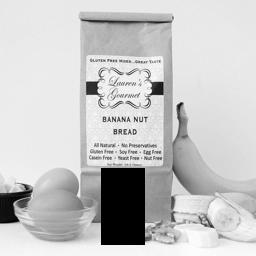 Gluten Free Mixes...Great Taste
Lauren's
Gourmet
BANANA NUT
BREAD
All Natural • No Preservatives
Gluten Free • Soy Free • Egg Free
Casein Free • Yeast Free • Nut Free